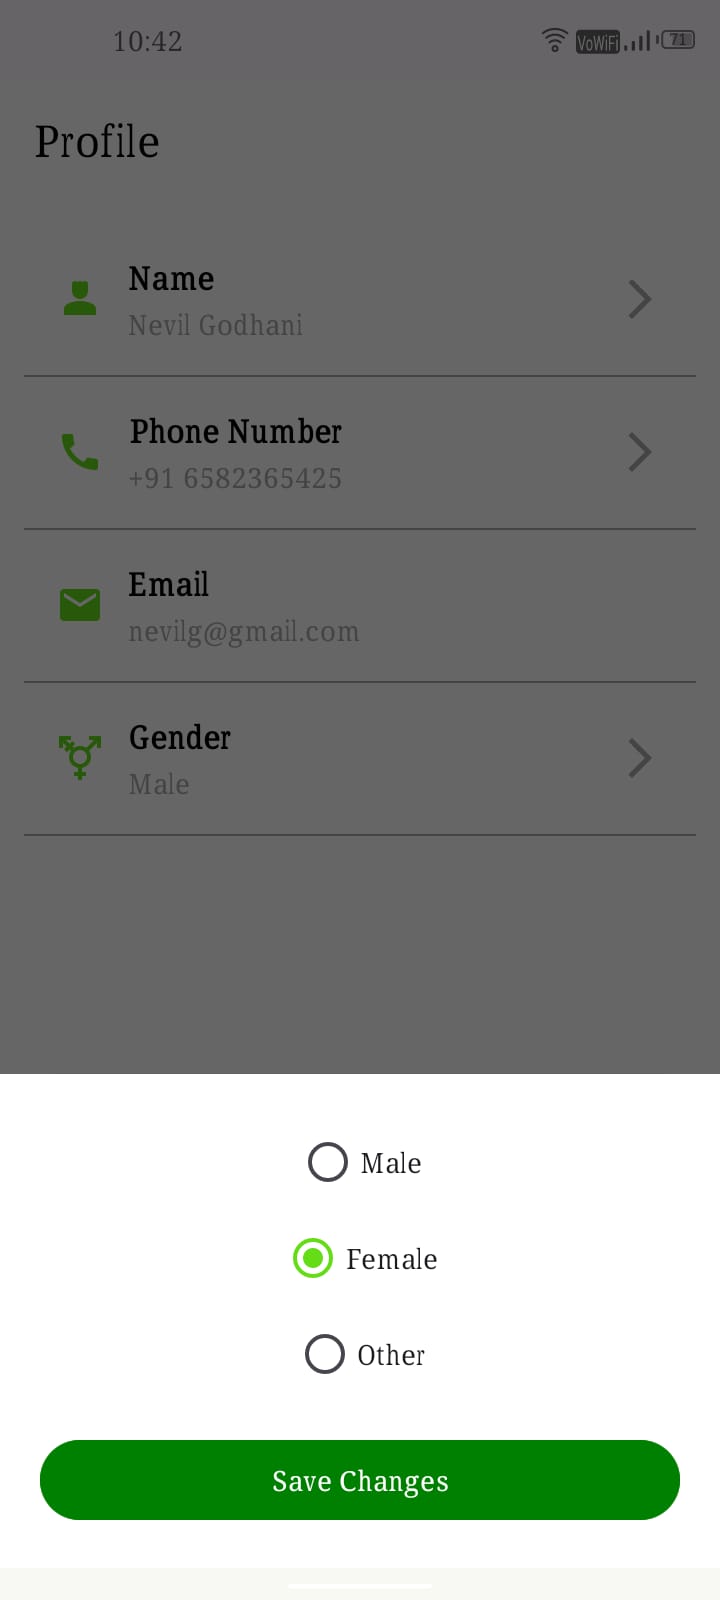 10:42
VoWiFi
71
Profile
Name
Nevil Godhani
Phone Number
+91 6582365425
Email
nevilg@gmail.com
Gender
Male
Male
Female
Other
Save Changes